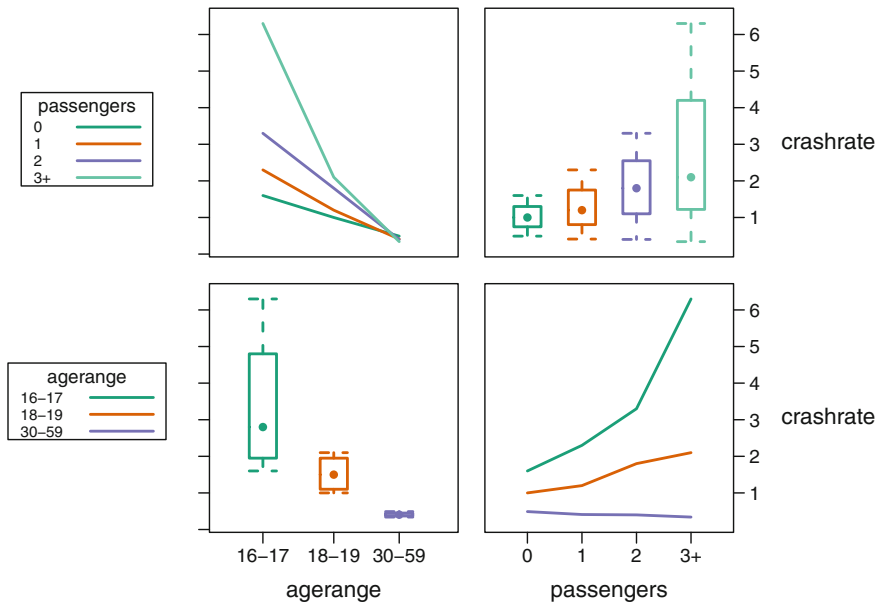 passengers
0
1
2
3+
6
5
4
3
2
1
crashrate
agerange
16–17
18–19
30–59
6
5
4
3
2
1
crashrate
16–17 18–19 30–59
0 1 2 3+
agerange passengers